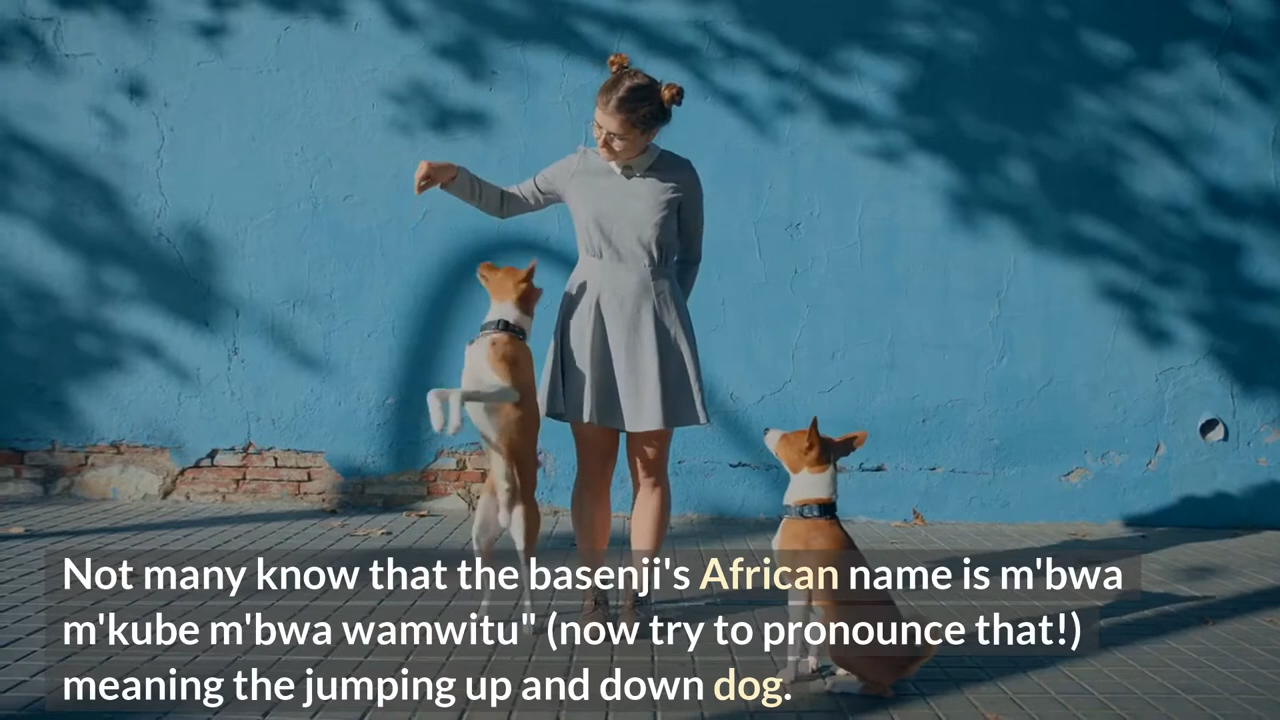 Not many know that the basenji's African name is m'bwa
m'kube m'bwa wamwitu" (now try to pronounce that!)
meaning the jumping up and down dog.